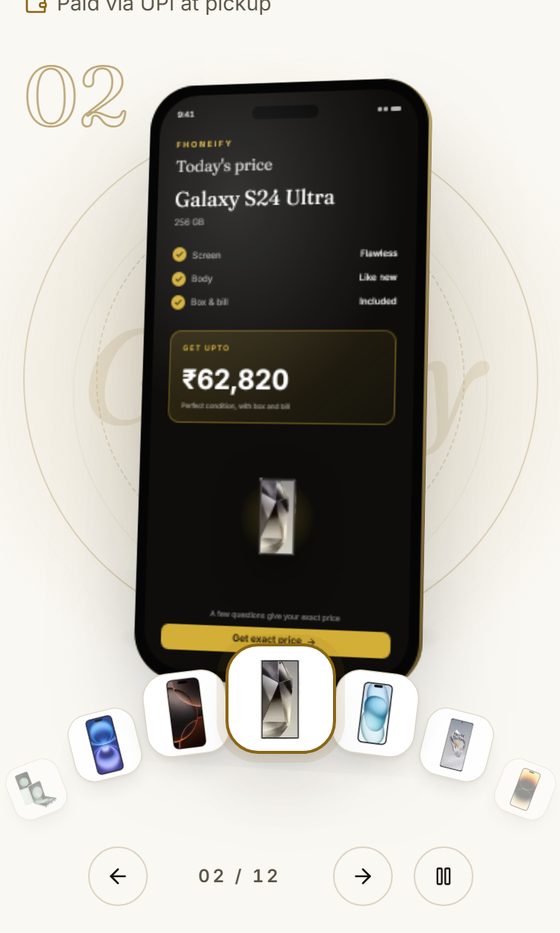 Paid via UPI at pickup
02
9:41
FHONEIFY
Today's price
Galaxy S24 Ultra
256 GB
Screen Flawless
Body Like new
Box & bill Included
GET UPTO
₹62,820
Perfect condition, with box and bill
A few questions give your exact price
Get exact price →
02 / 12